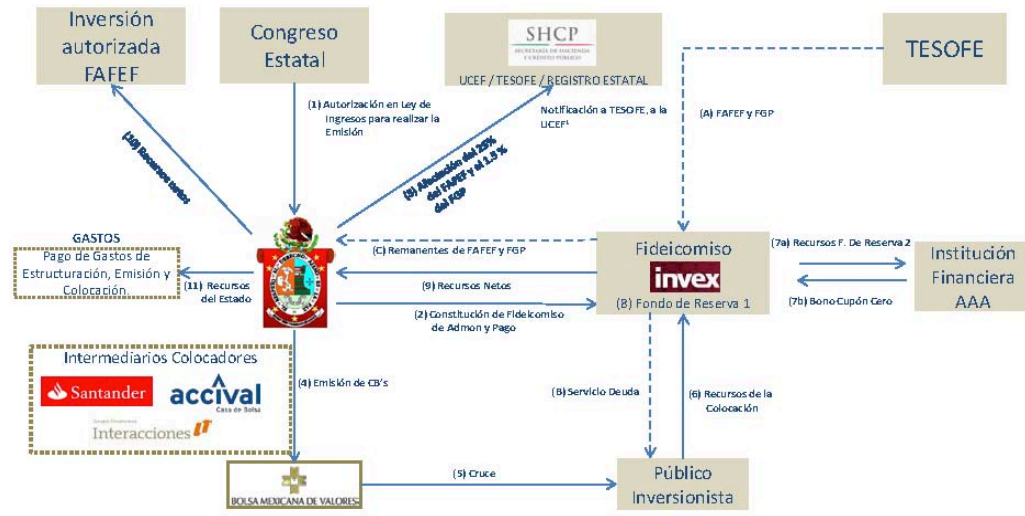 Inversión
autorizada
FAFEF
Congreso
Estatal
SHCP
SECRETARÍA DE HACIENDA
Y CRÉDITO PÚBLICO
UCEF / TESOFE / REGISTRO ESTATAL
TESOFE
(1) Autorización en Ley de
Ingresos para realizar la
Emisión
Notificación a TESOFE, a la
UCEF¹
(A) FAFEF y FGP
(10) Recursos netos
(3) Afectación del 25%
del FAFEF y el 1.5 %
del FGP
GASTOS
Pago de Gastos de
Estructuración, Emisión y
Colocación.
(11) Recursos
del Estado
(C) Remanentes de FAFEF y FGP
(9) Recursos Netos
(2) Constitución de Fideicomiso
de Admon y Pago
Fideicomiso
invex
(8) Fondo de Reserva 1
(7a) Recursos F. De Reserva 2
(7b) Bono Cupón Cero
Institución
Financiera
AAA
Intermediarios Colocadores
Santander
accival
Casa de Bolsa
Grupo Financiero
Interacciones
(4) Emisión de CB's
(B) Servicio Deuda
(6) Recursos de la
Colocación
BOLSA MEXICANA DE VALORES
(5) Cruce
Público
Inversionista